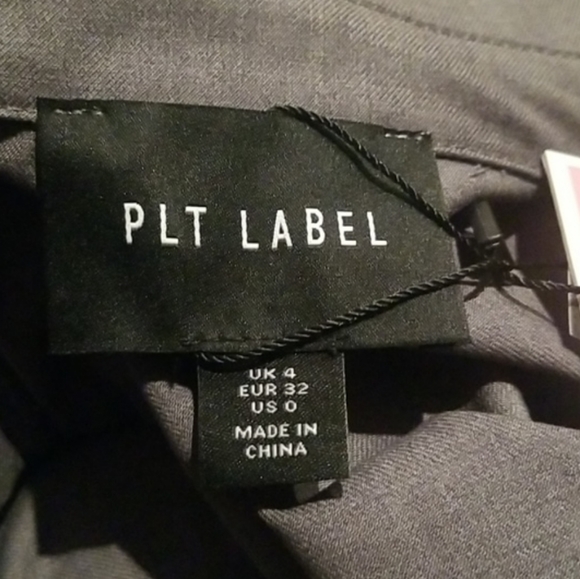 PLT LABEL
UK 4
EUR 32
US 0
MADE IN
CHINA